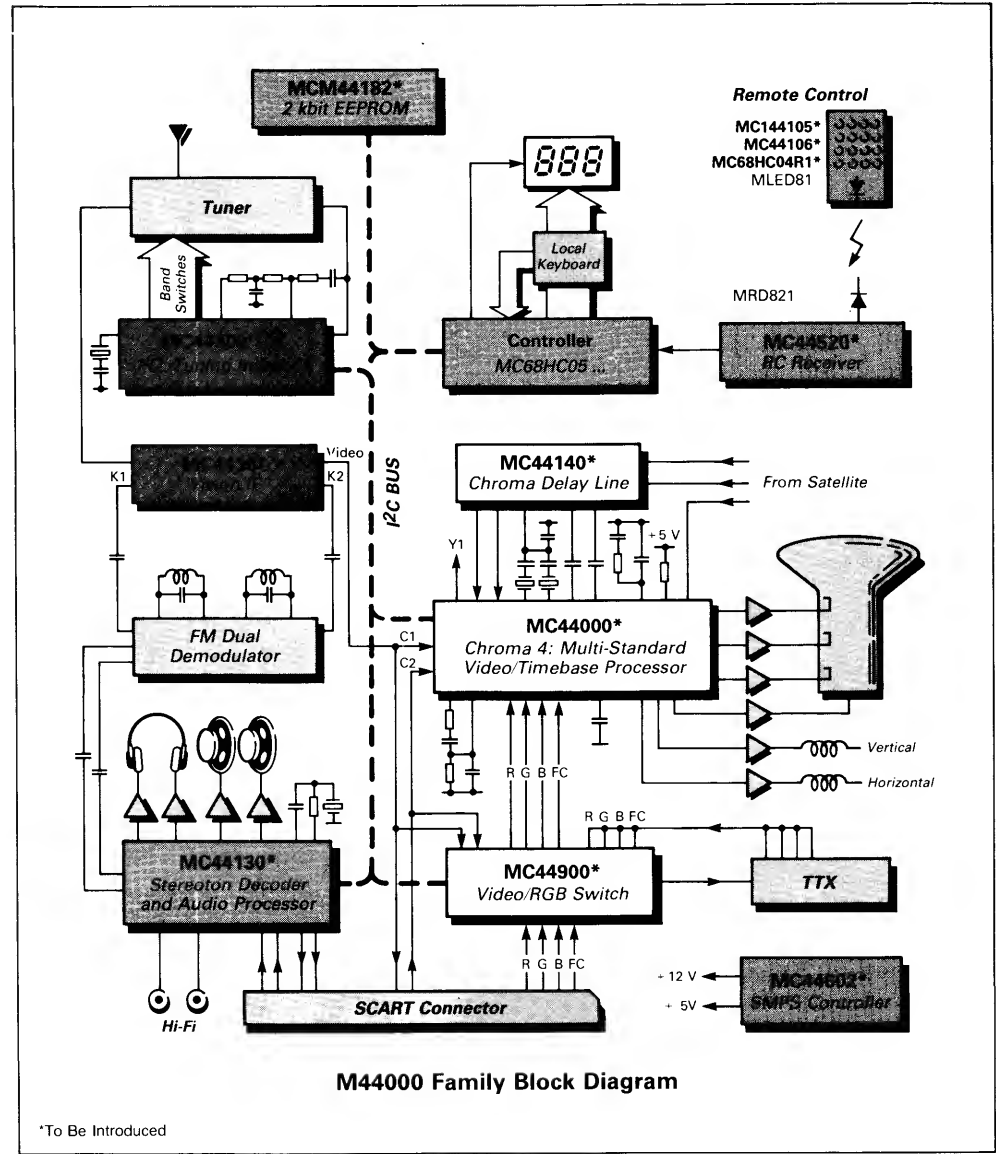 MCM44182*
2 kbit EEPROM
Remote Control
MC144105*
MC44106*
MC68HC04R1*
MLED81
888
Tuner
Band
Switches
Local
Keyboard
MRD821
Controller
MC68HC05 ...
MC44520*
RC Receiver
Video
K1
K2
I²C BUS
MC44140*
Chroma Delay Line
From Satellite
Y1
+5 V
FM Dual
Demodulator
MC44000*
Chroma 4: Multi-Standard
Video/Timebase Processor
C1
C2
Vertical
Horizontal
R G B FC
R G B FC
MC44130*
Stereoton Decoder
and Audio Processor
MC44900*
Video/RGB Switch
TTX
R G B FC
+ 12 V
+ 5V
MC44602*
SMPS Controller
Hi-Fi
SCART Connector
M44000 Family Block Diagram
*To Be Introduced